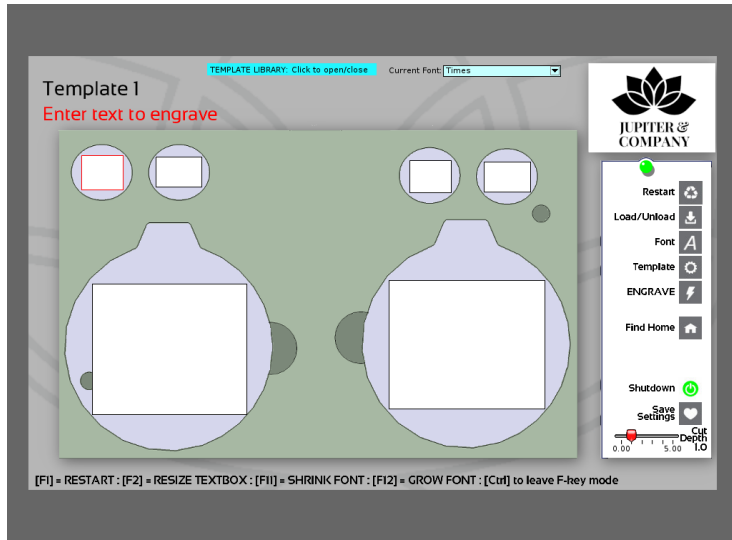 TEMPLATE LIBRARY: Click to open/close
Current Font: Times
Template 1
Enter text to engrave
JUPITER &
COMPANY
Restart
Load/Unload
Font
A
Template
ENGRAVE
Find Home
Shutdown
Save
Settings
Cut
Depth
0.00 5.00 1.0
[F1] = RESTART : [F2] = RESIZE TEXTBOX : [F11] = SHRINK FONT : [F12] = GROW FONT : [Ctrl] to leave F-key mode